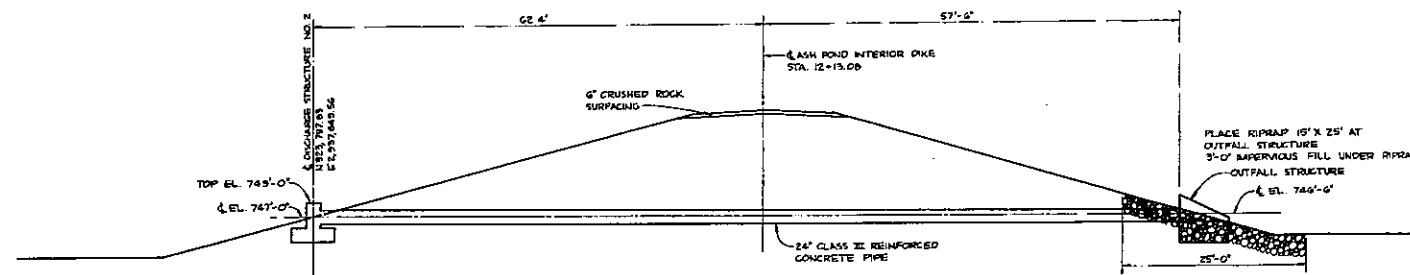 62'4"
57'-6"
℄ DISCHARGE STRUCTURE NO. 2
N 923, 797.69
E 2,937,649.56
℄ ASH POND INTERIOR DIKE
STA. 12+13.08
6" CRUSHED ROCK
SURFACING
PLACE RIPRAP 15' X 25' AT
OUTFALL STRUCTURE
3'-0" IMPERVIOUS FILL UNDER RIPRA
OUTFALL STRUCTURE
TOP EL. 749'-0"
℄ EL. 747'-0"
℄ EL. 746'-6"
24" CLASS III REINFORCED
CONCRETE PIPE
25'-0"